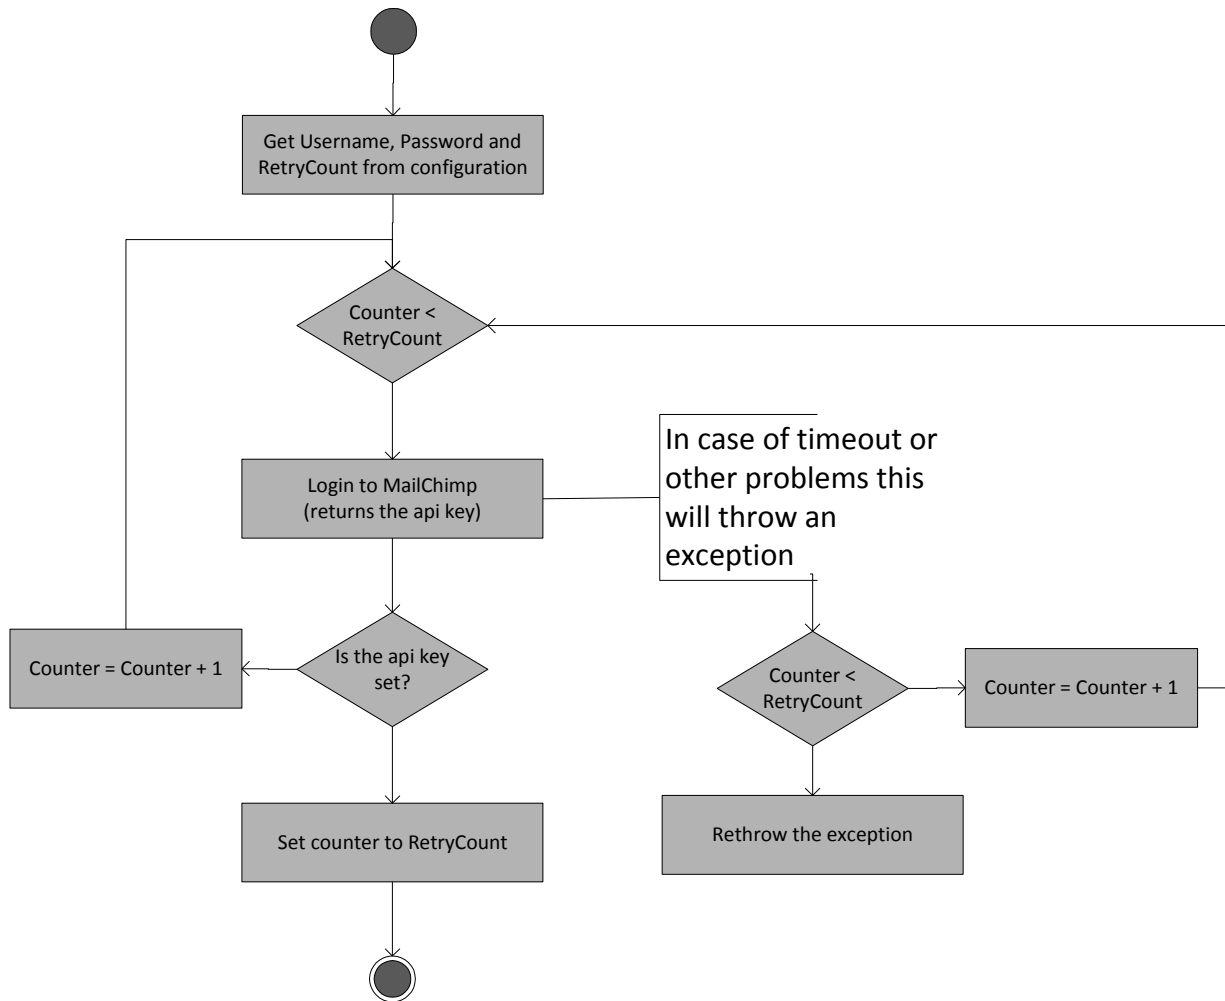 Get Username, Password and
RetryCount from configuration
Counter <
RetryCount
In case of timeout or
other problems this
will throw an
exception
Login to MailChimp
(returns the api key)
Is the api key
set?
Counter = Counter + 1
Counter <
RetryCount
Counter = Counter + 1
Set counter to RetryCount
Rethrow the exception